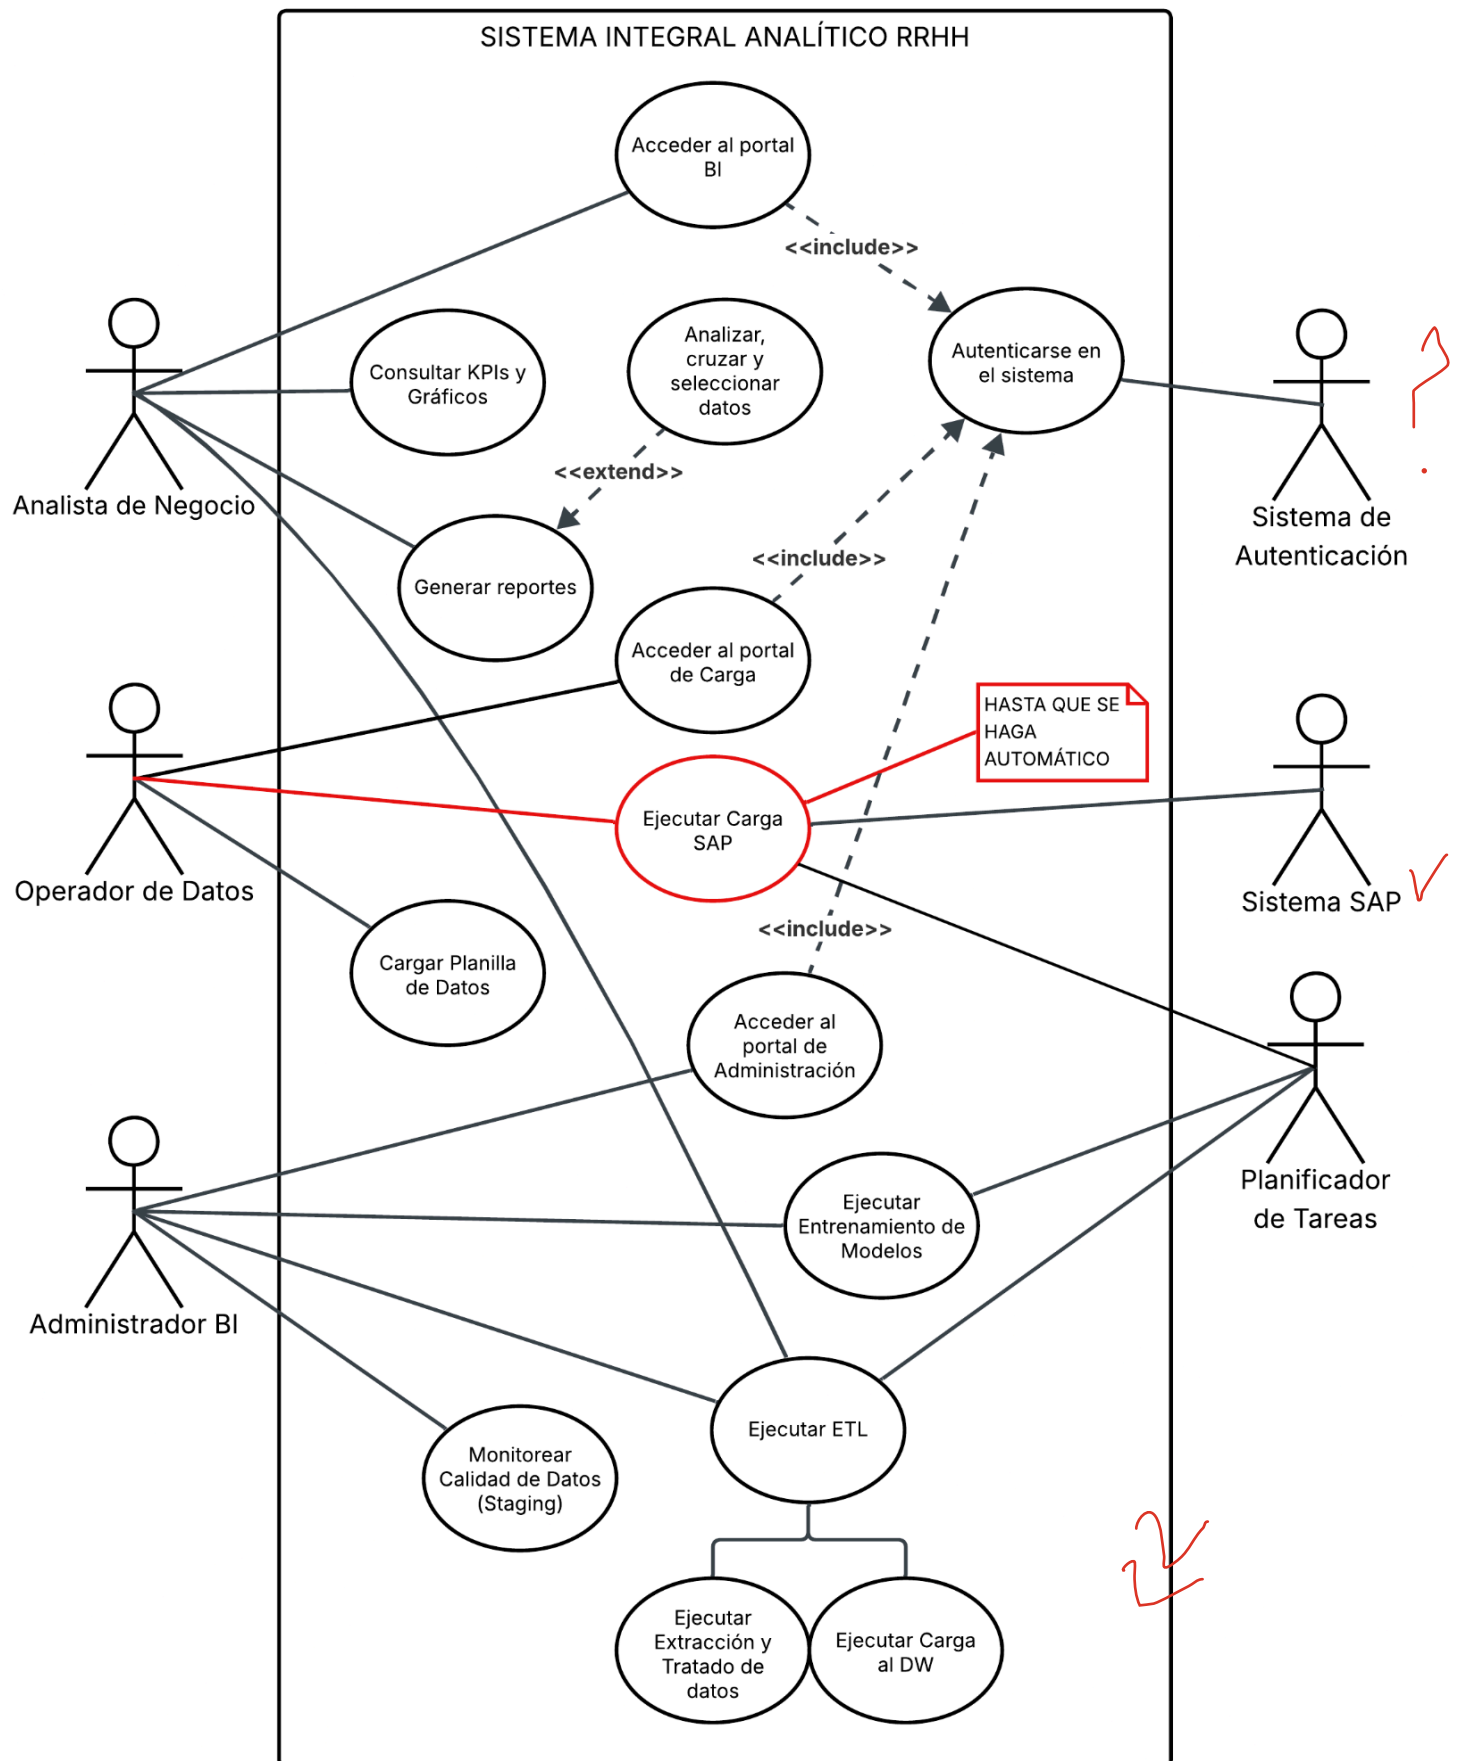 SISTEMA INTEGRAL ANALÍTICO RRHH
Acceder al portal
BI
<<include>>
Analizar,
cruzar y
seleccionar
datos
Autenticarse en
el sistema
Consultar KPIs y
Gráficos
?
<<extend>>
Analista de Negocio
Sistema de
Autenticación
<<include>>
Generar reportes
Acceder al portal
de Carga
HASTA QUE SE
HAGA
AUTOMÁTICO
Ejecutar Carga
SAP
Operador de Datos
Sistema SAP
<<include>>
Cargar Planilla
de Datos
Acceder al
portal de
Administración
Ejecutar
Entrenamiento de
Modelos
Planificador
de Tareas
Administrador BI
Ejecutar ETL
Monitorear
Calidad de Datos
(Staging)
Ejecutar
Extracción y
Tratado de
datos
Ejecutar Carga
al DW